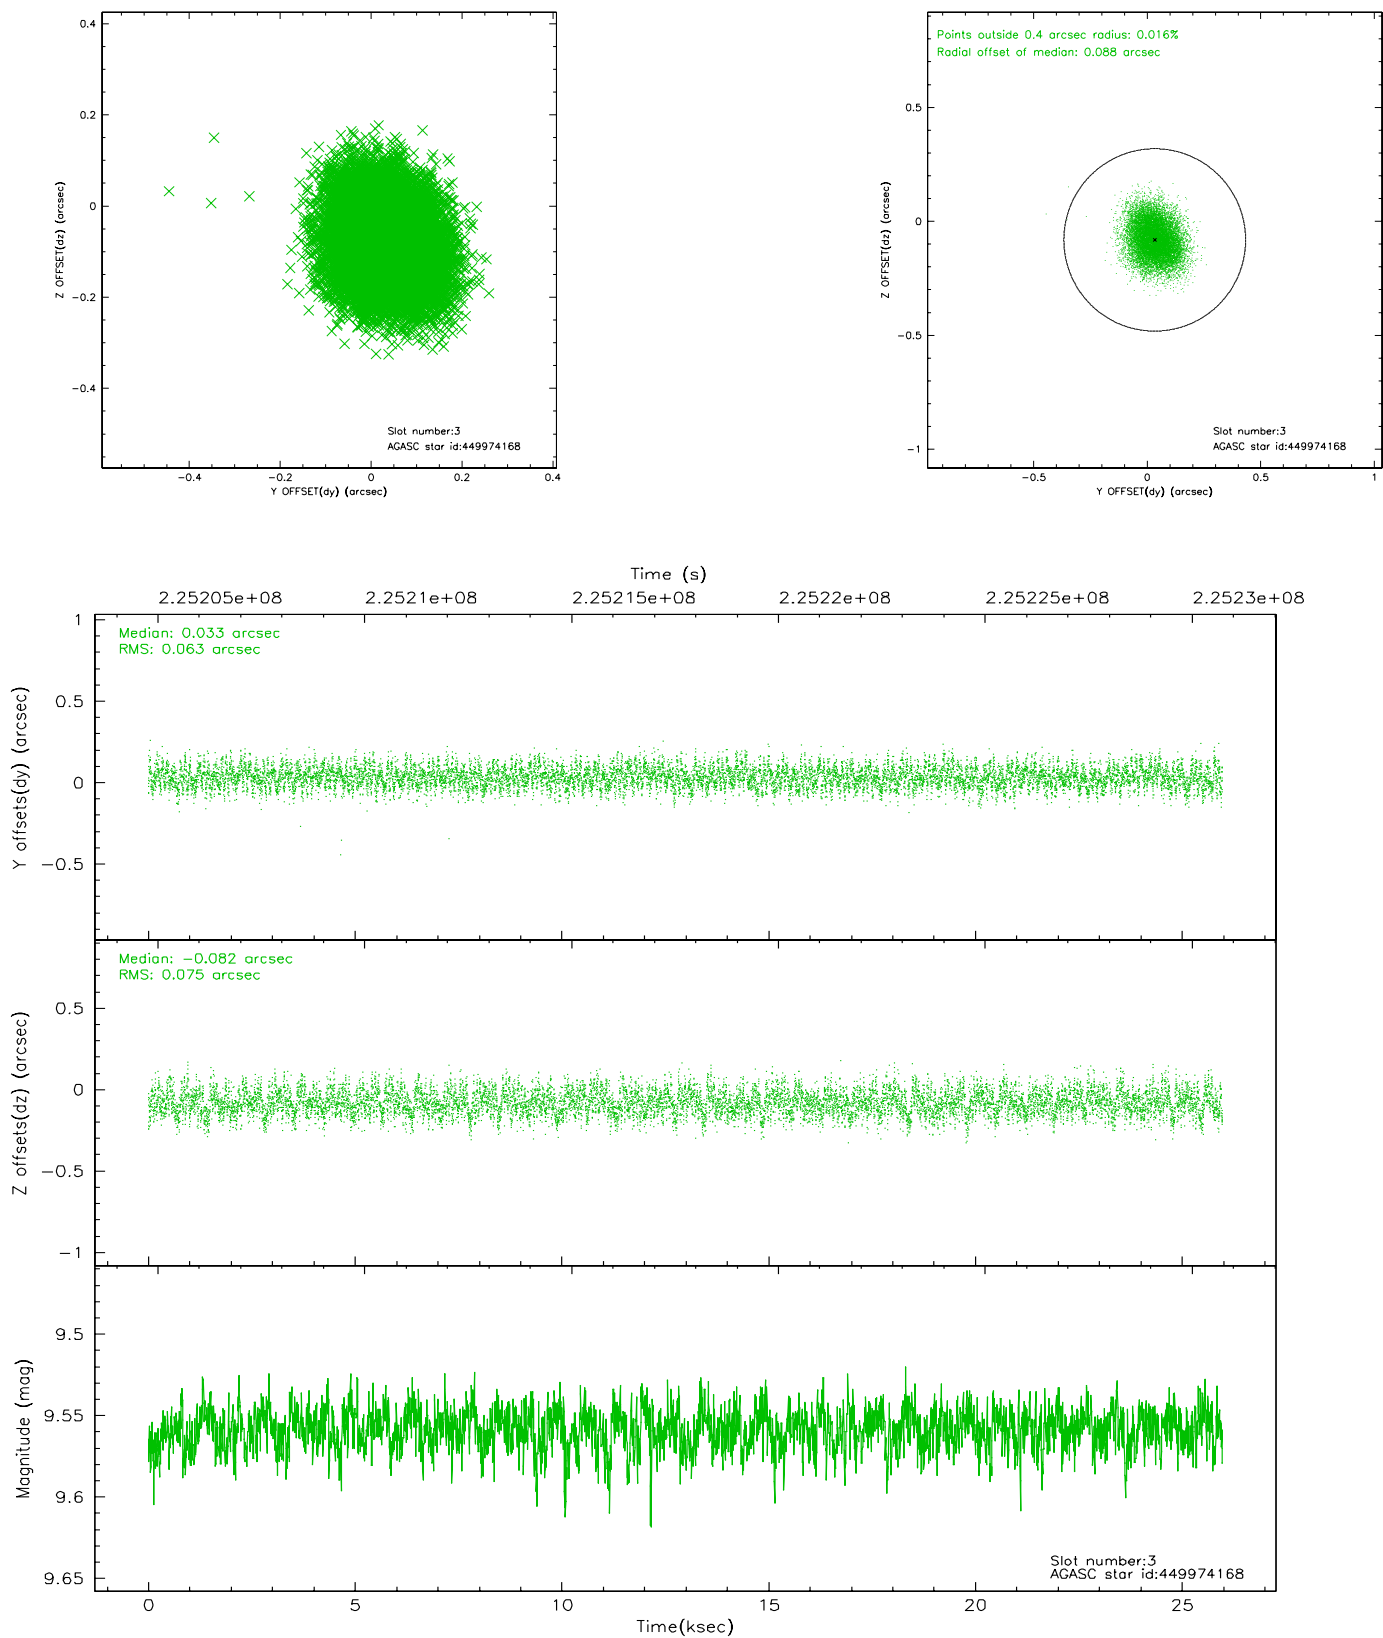 0.4
0.2
0
−0.2
−0.4
Z OFFSET(dz) (arcsec)
Slot number:3
AGASC star id:449974168
−0.4
−0.2
0
0.2
0.4
Y OFFSET(dy) (arcsec)
Points outside 0.4 arcsec radius: 0.016%
Radial offset of median: 0.088 arcsec
0.5
0
−0.5
−1
Z OFFSET(dz) (arcsec)
Slot number:3
AGASC star id:449974168
−0.5
0
0.5
1
Y OFFSET(dy) (arcsec)
Time (s)
2.25205e+08
2.2521e+08
2.25215e+08
2.2522e+08
2.25225e+08
2.2523e+08
Median: 0.033 arcsec
RMS: 0.063 arcsec
1
0.5
0
−0.5
Y offsets(dy) (arcsec)
Median: −0.082 arcsec
RMS: 0.075 arcsec
0.5
0
−0.5
−1
Z offsets(dz) (arcsec)
9.5
9.55
9.6
9.65
Magnitude (mag)
Slot number:3
AGASC star id:449974168
0
5
10
15
20
25
Time(ksec)